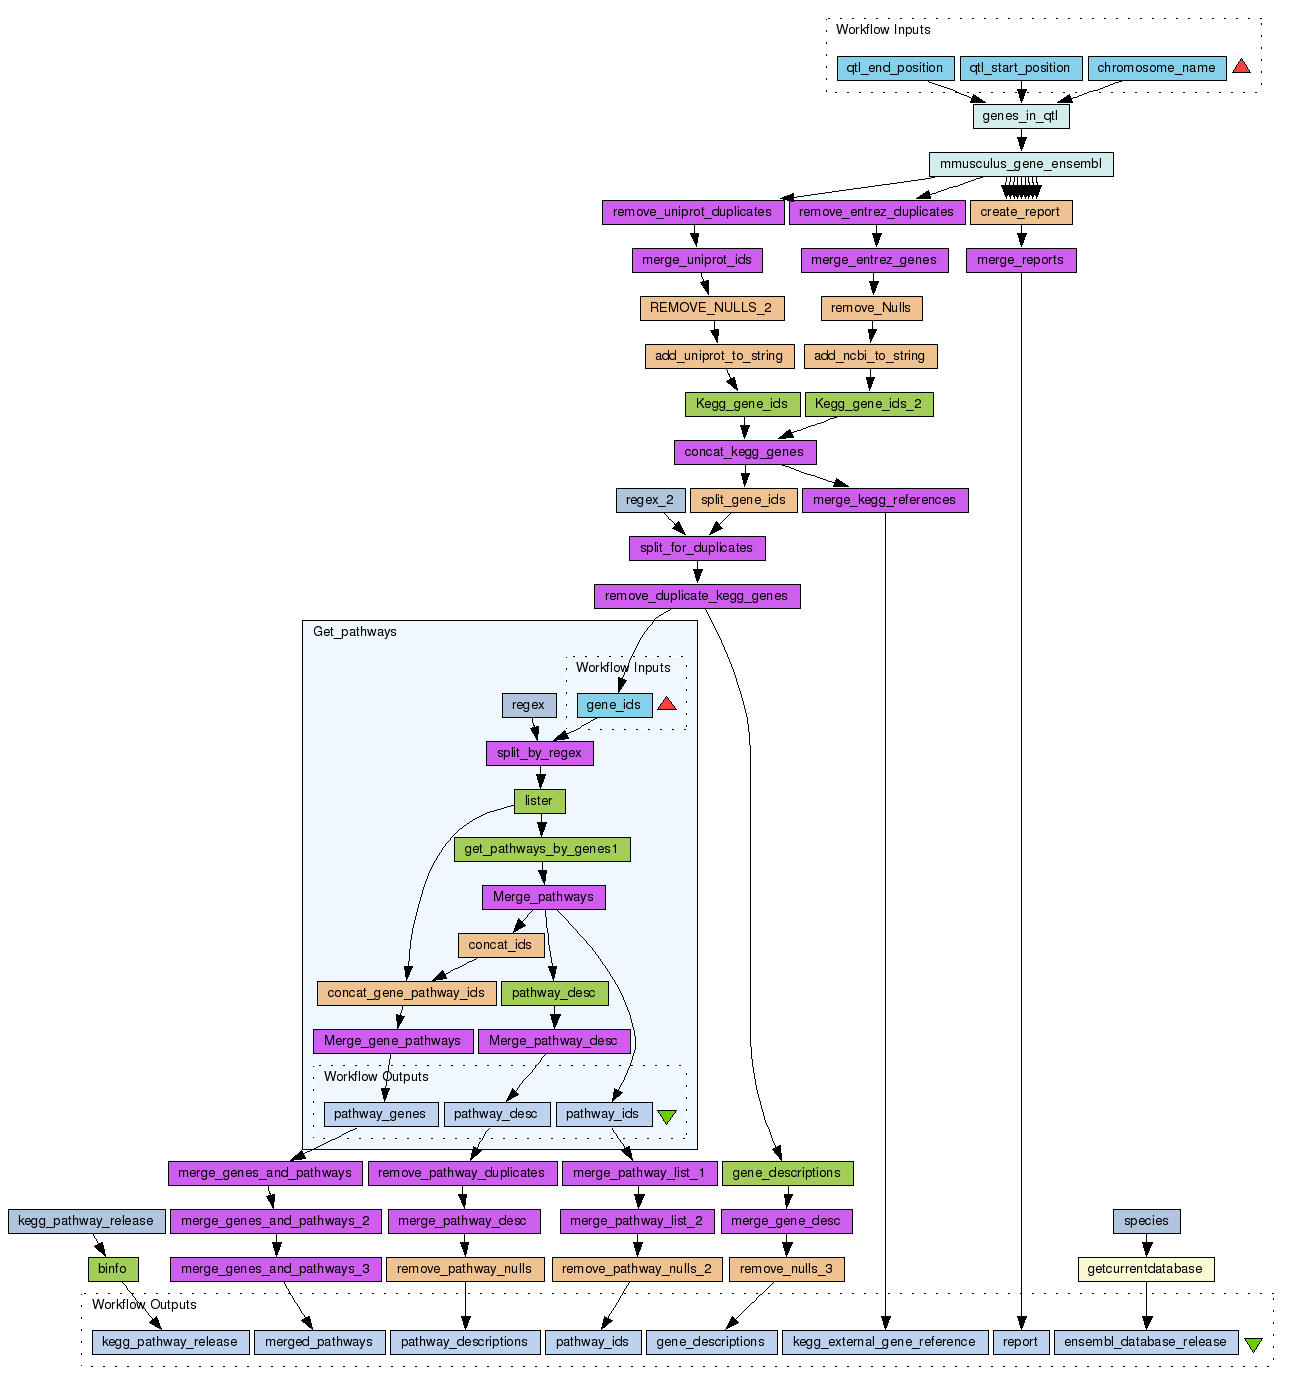 Workflow Inputs
qtl_end_position
qtl_start_position
chromosome_name
genes_in_qtl
mmusculus_gene_ensembl
remove_uniprot_duplicates
remove_entrez_duplicates
create_report
merge_uniprot_ids
merge_entrez_genes
merge_reports
REMOVE_NULLS_2
remove_Nulls
add_uniprot_to_string
add_ncbi_to_string
Kegg_gene_ids
Kegg_gene_ids_2
concat_kegg_genes
regex_2
split_gene_ids
merge_kegg_references
split_for_duplicates
remove_duplicate_kegg_genes
Get_pathways
Workflow Inputs
regex
gene_ids
split_by_regex
lister
get_pathways_by_genes1
Merge_pathways
concat_ids
concat_gene_pathway_ids
pathway_desc
Merge_gene_pathways
Merge_pathway_desc
Workflow Outputs
pathway_genes
pathway_desc
pathway_ids
merge_genes_and_pathways
remove_pathway_duplicates
merge_pathway_list_1
gene_descriptions
kegg_pathway_release
merge_genes_and_pathways_2
merge_pathway_desc
merge_pathway_list_2
merge_gene_desc
species
binfo
merge_genes_and_pathways_3
remove_pathway_nulls
remove_pathway_nulls_2
remove_nulls_3
getcurrentdatabase
Workflow Outputs
kegg_pathway_release
merged_pathways
pathway_descriptions
pathway_ids
gene_descriptions
kegg_external_gene_reference
report
ensembl_database_release